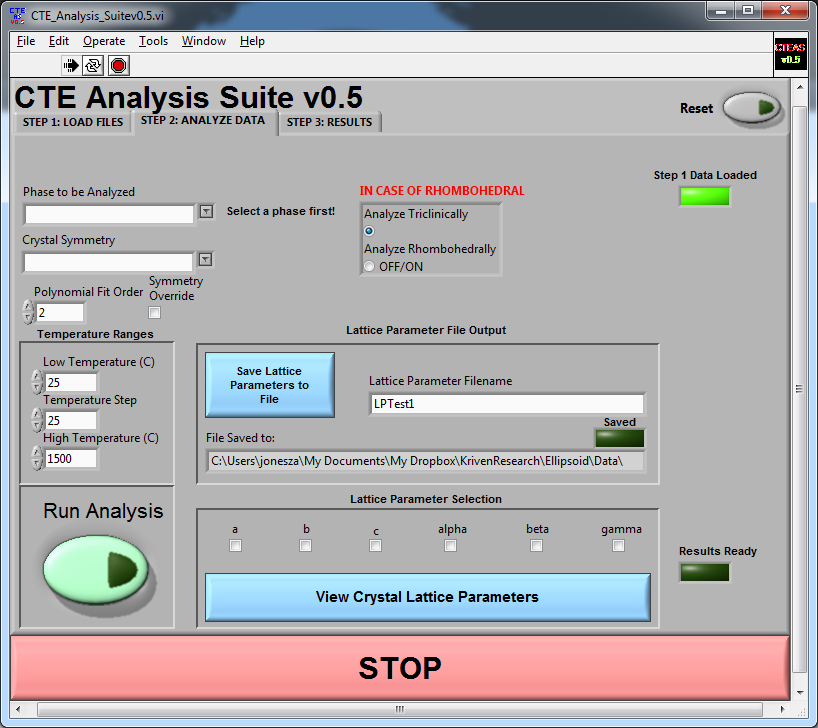 CTE_Analysis_Suitev0.5.vi
File Edit Operate Tools Window Help
CTEAS
v0.5
CTE Analysis Suite v0.5
Reset
STEP 1: LOAD FILES
STEP 2: ANALYZE DATA
STEP 3: RESULTS
Step 1 Data Loaded
Phase to be Analyzed
Select a phase first!
IN CASE OF RHOMBOHEDRAL
Analyze Triclinically
Analyze Rhombohedrally
OFF/ON
Crystal Symmetry
Polynomial Fit Order
2
Symmetry
Override
Temperature Ranges
Low Temperature (C)
25
Temperature Step
25
High Temperature (C)
1500
Lattice Parameter File Output
Save Lattice
Parameters to
File
Lattice Parameter Filename
LPTest1
Saved
File Saved to:
C:\Users\jonesza\My Documents\My Dropbox\KrivenResearch\Ellipsoid\Data\
Run Analysis
Lattice Parameter Selection
a b c alpha beta gamma
View Crystal Lattice Parameters
Results Ready
STOP